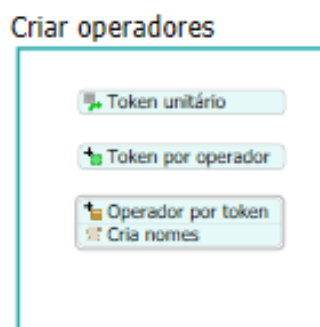 Criar operadores
Token unitário
Token por operador
Operador por token
Cria nomes